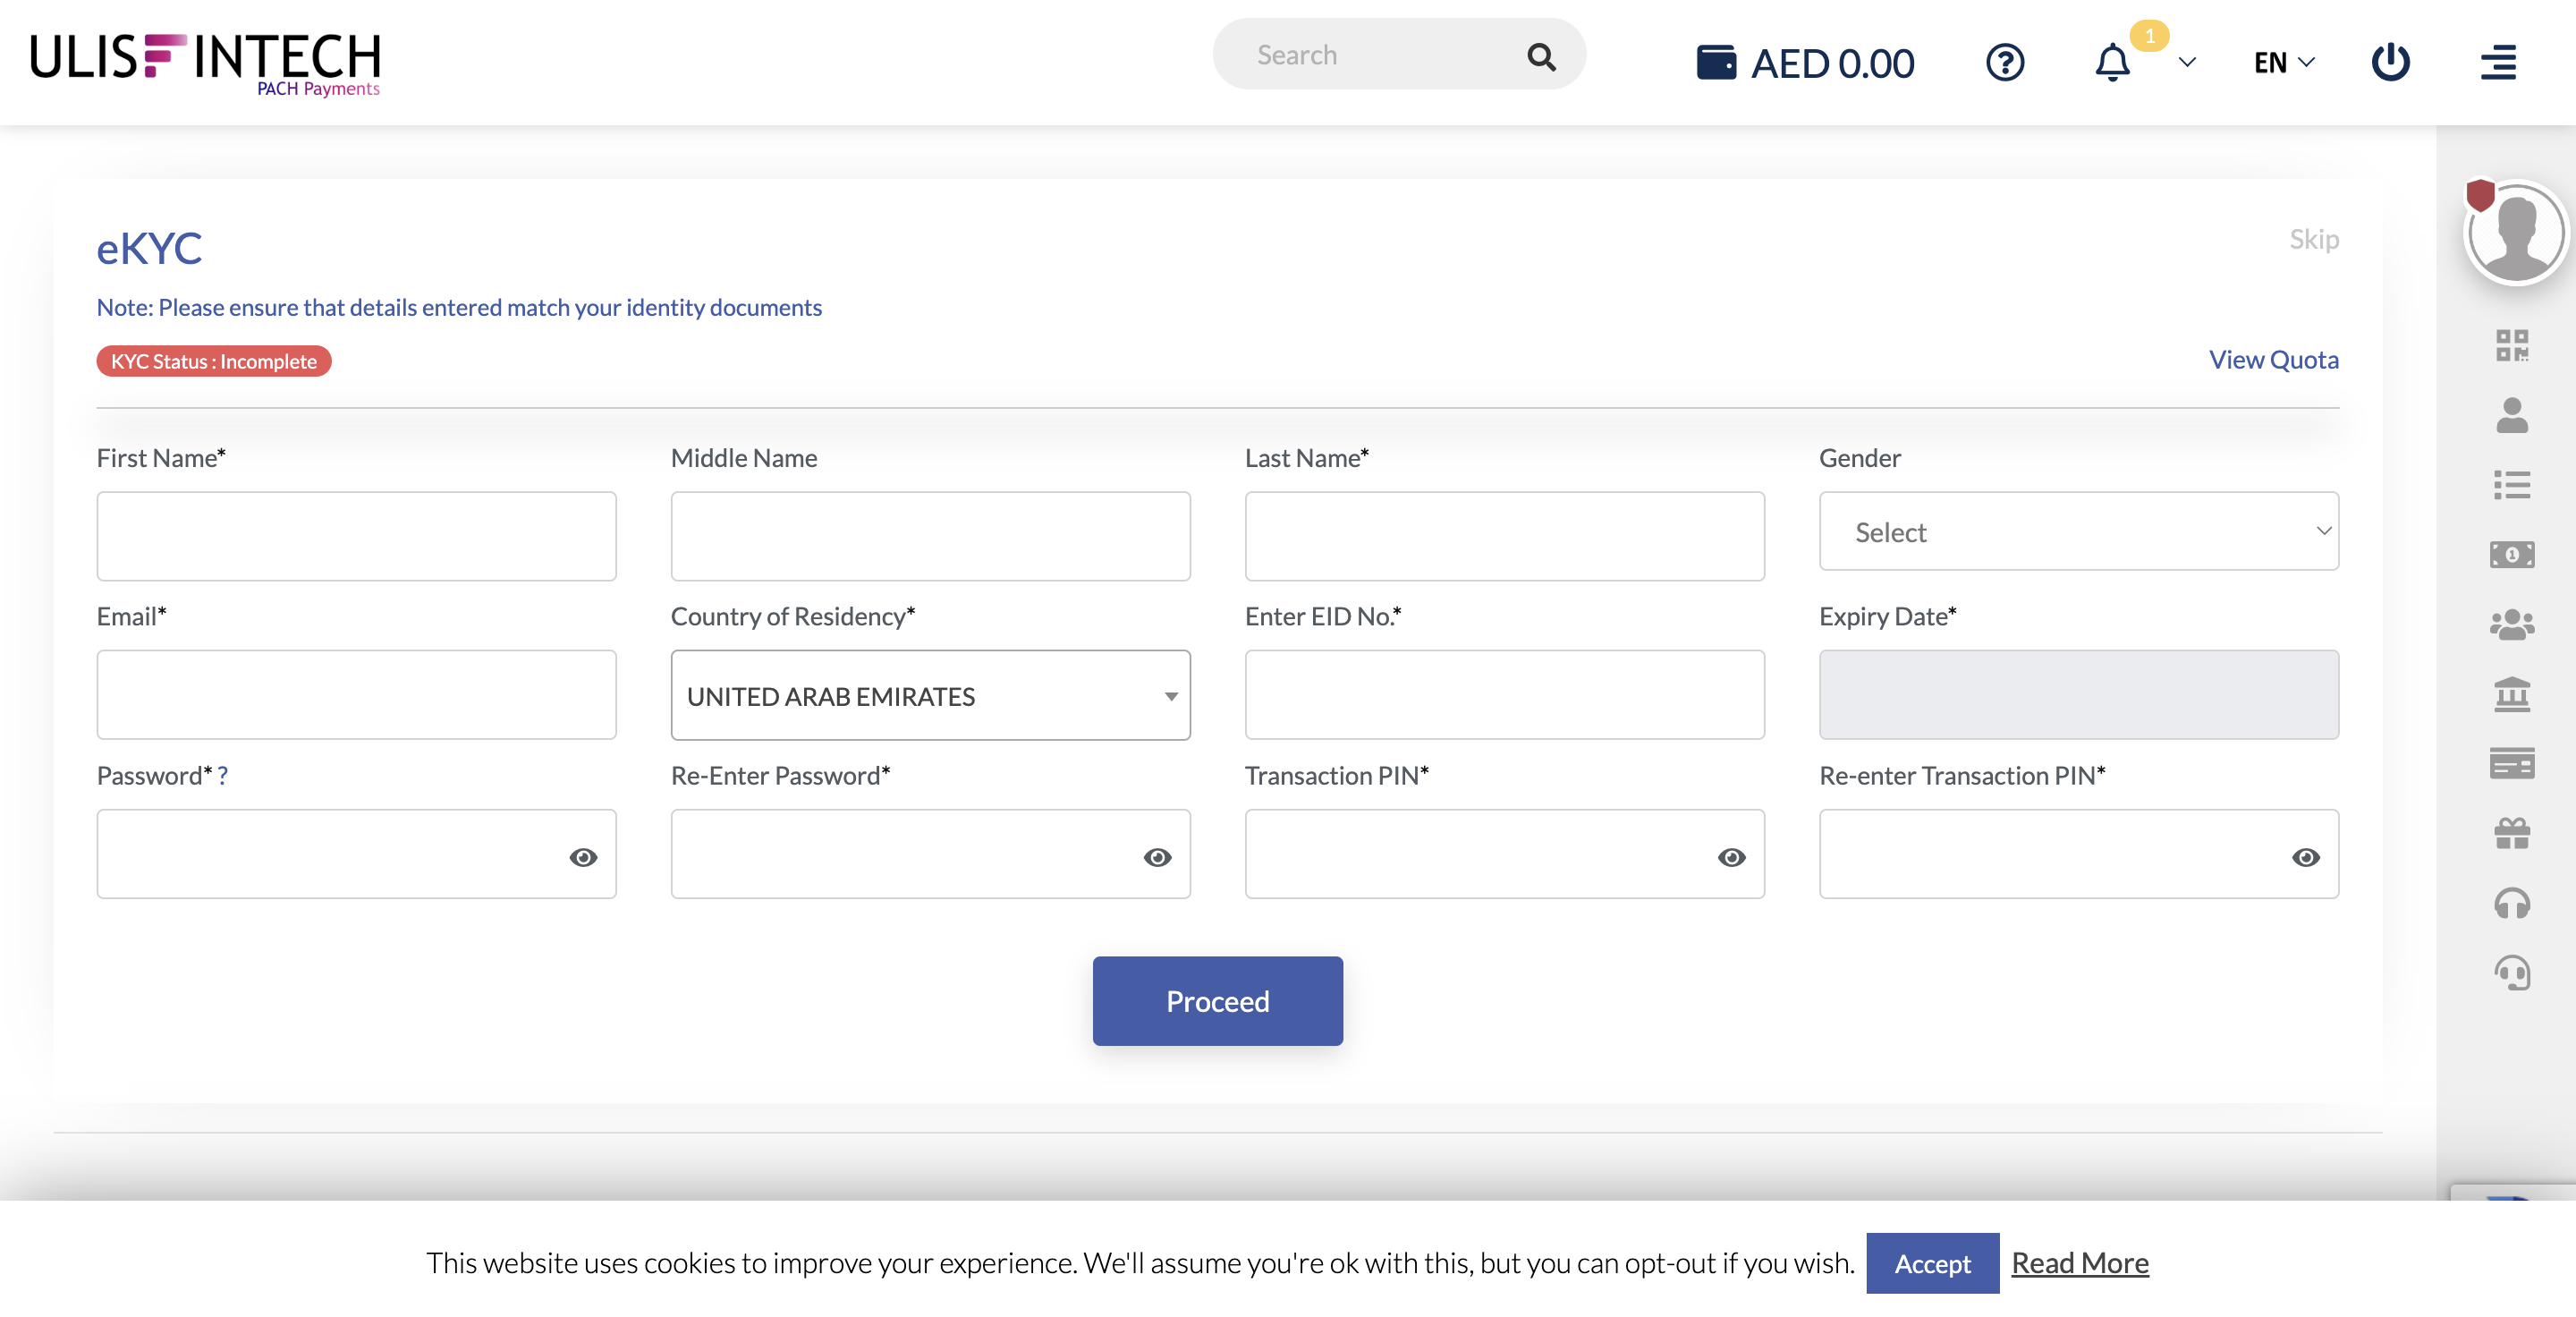 ULISFINTECH
PACH Payments
Search
AED 0.00
1
EN
eKYC
Skip
Note: Please ensure that details entered match your identity documents
KYC Status : Incomplete
View Quota
First Name*
Middle Name
Last Name*
Gender
Select
Email*
Country of Residency*
Enter EID No.*
Expiry Date*
UNITED ARAB EMIRATES
Password* ?
Re-Enter Password*
Transaction PIN*
Re-enter Transaction PIN*
Proceed
This website uses cookies to improve your experience. We'll assume you're ok with this, but you can opt-out if you wish.
Accept
Read More